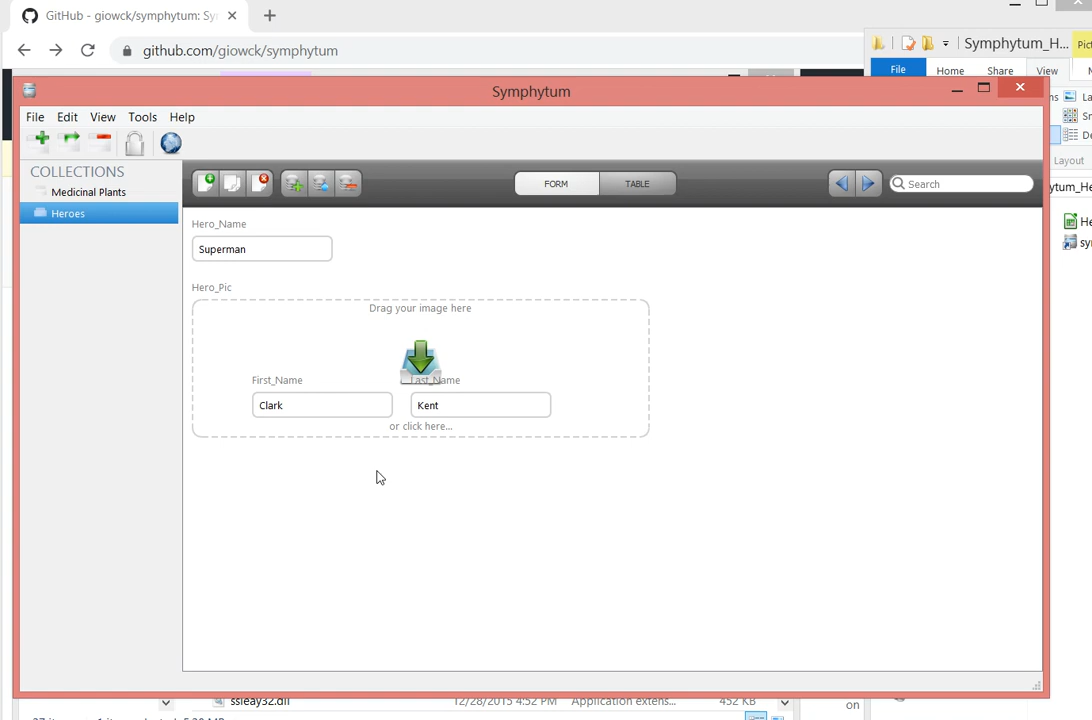 GitHub - giowck/symphytum: Sy
github.com/giowck/symphytum
Symphytum_H...
File Home Share View
Layout
Symphytum
File Edit View Tools Help
COLLECTIONS
Medicinal Plants
Heroes
FORM TABLE
Search
Hero_Name
Superman
Hero_Pic
Drag your image here
First_Name Last_Name
Clark Kent
or click here...
ssleay32.dll 12/28/2015 4:52 PM Application extens... 452 KB
on